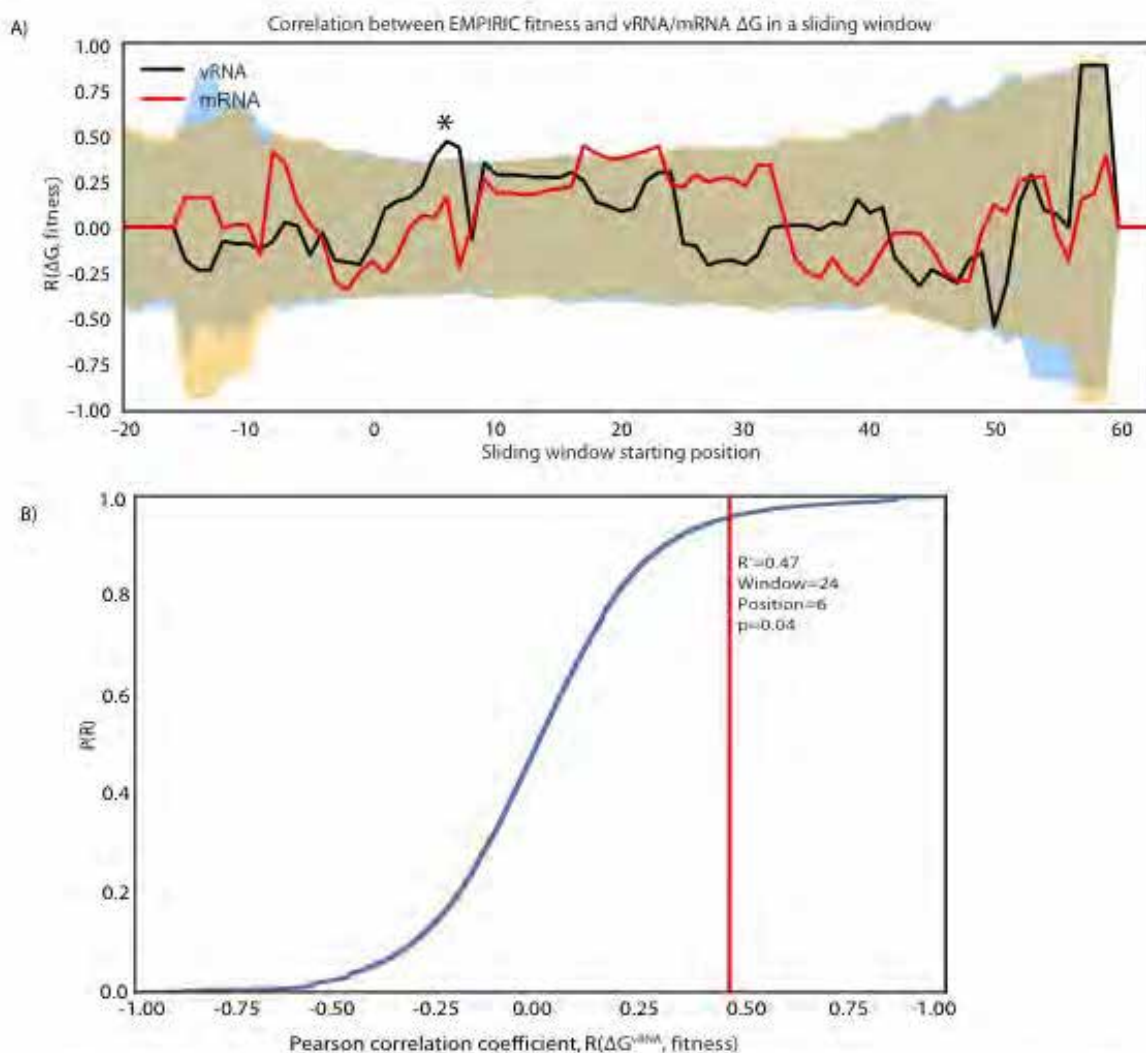 A)
Correlation between EMPIRIC fitness and vRNA/mRNA ΔG in a sliding window
1.00
0.75
0.50
0.25
0.00
-0.25
-0.50
-0.75
-1.00
R(ΔG, fitness)
vRNA
mRNA
*
-20 -10 0 10 20 30 40 50 60
Sliding window starting position
B)
1.0
0.8
0.6
0.4
0.2
0.0
P(R)
R*=0.47
Window=24
Position=6
p=0.04
-1.00 -0.75 -0.50 -0.25 0.00 0.25 0.50 0.75 -1.00
Pearson correlation coefficient, R(ΔG^vRNA, fitness)